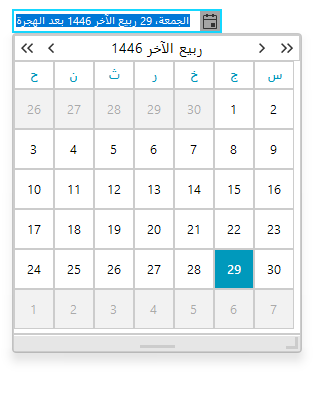 الجمعة، 29 ربيع الآخر 1446 بعد الهجرة
ربيع الآخر 1446
ح ن ث ر خ ج س
26 27 28 29 30 1 2
3 4 5 6 7 8 9
10 11 12 13 14 15 16
17 18 19 20 21 22 23
24 25 26 27 28 29 30
1 2 3 4 5 6 7